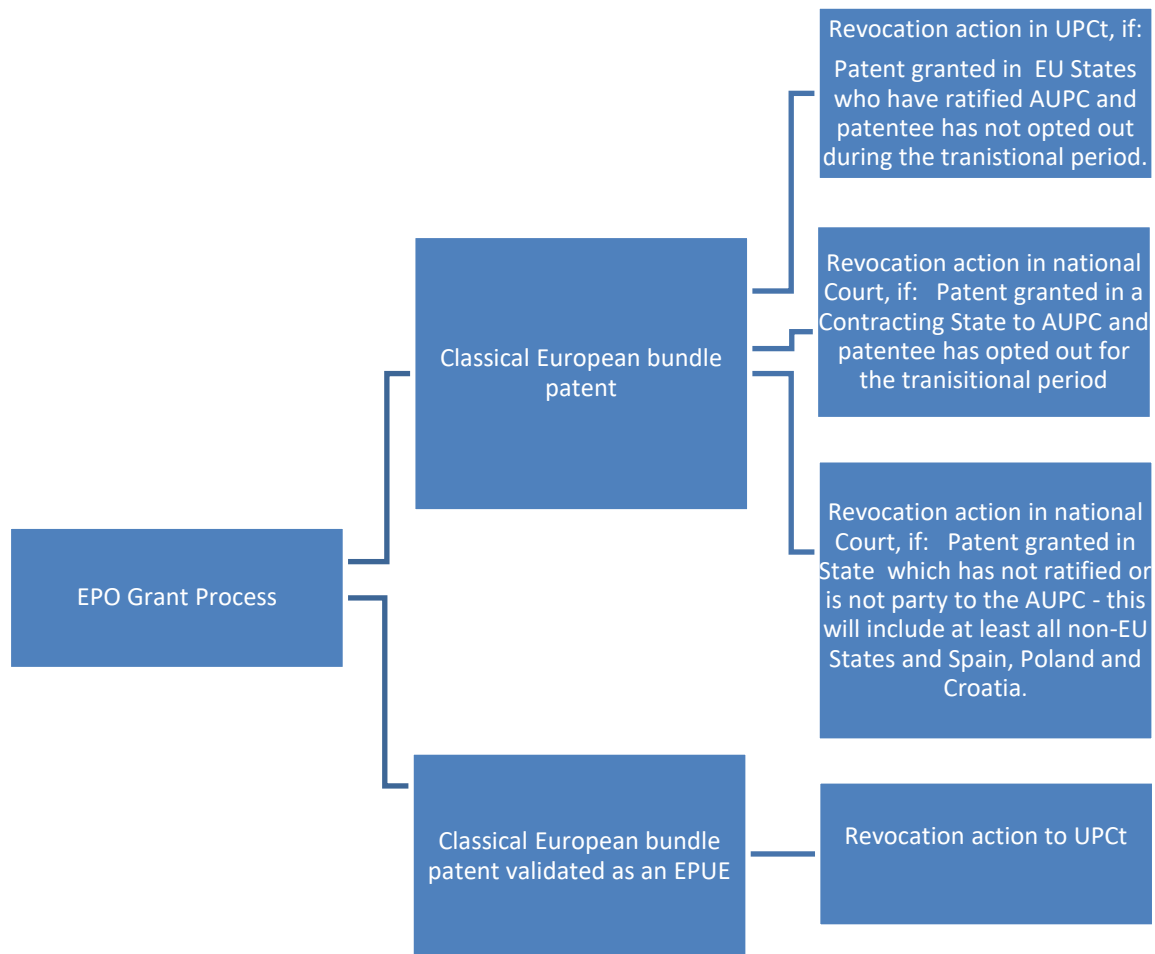 EPO Grant Process
Classical European bundle
patent
Revocation action in UPCt, if:
Patent granted in  EU States
who have ratified AUPC and
patentee has not opted out
during the tranistional period.
Revocation action in national
Court, if:   Patent granted in a
Contracting State to AUPC and
patentee has opted out for
the tranisitional period
Revocation action in national
Court, if:   Patent granted in
State  which has not ratified or
is not party to the AUPC - this
will include at least all non-EU
States and Spain, Poland and
Croatia.
Classical European bundle
patent validated as an EPUE
Revocation action to UPCt